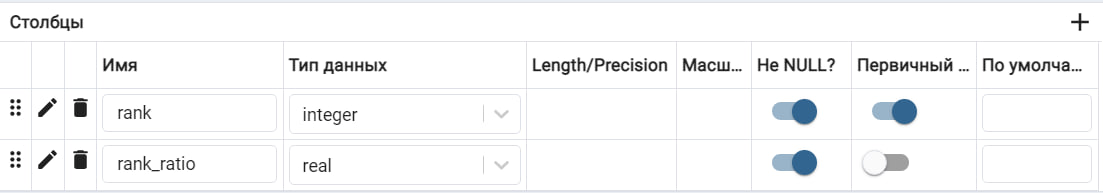 Столбцы
Имя Тип данных Length/Precision Масш... Не NULL? Первичный ... По умолча...
rank integer
rank_ratio real